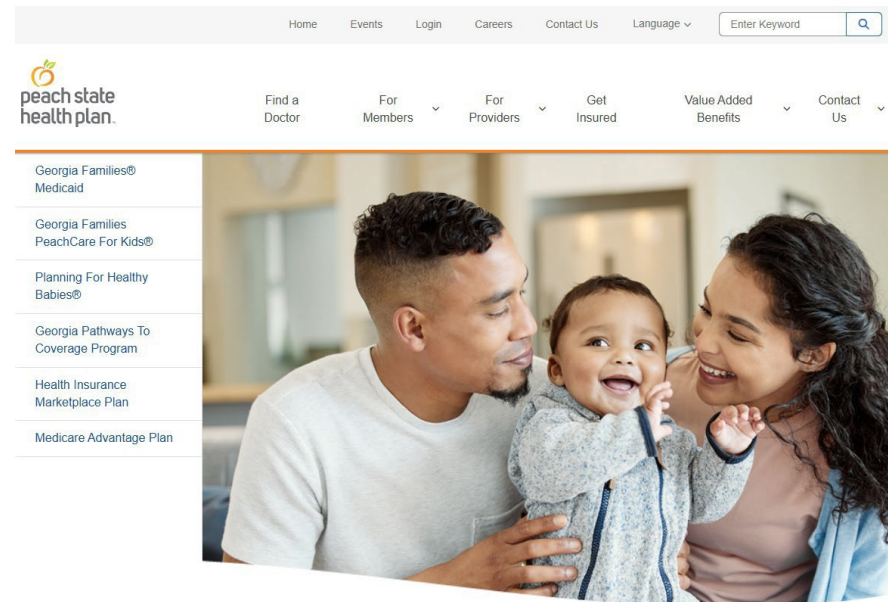 Home Events Login Careers Contact Us Language Enter Keyword
peach state
health plan.
Find a
Doctor
For
Members
For
Providers
Get
Insured
Value Added
Benefits
Contact
Us
Georgia Families®
Medicaid
Georgia Families
PeachCare For Kids®
Planning For Healthy
Babies®
Georgia Pathways To
Coverage Program
Health Insurance
Marketplace Plan
Medicare Advantage Plan